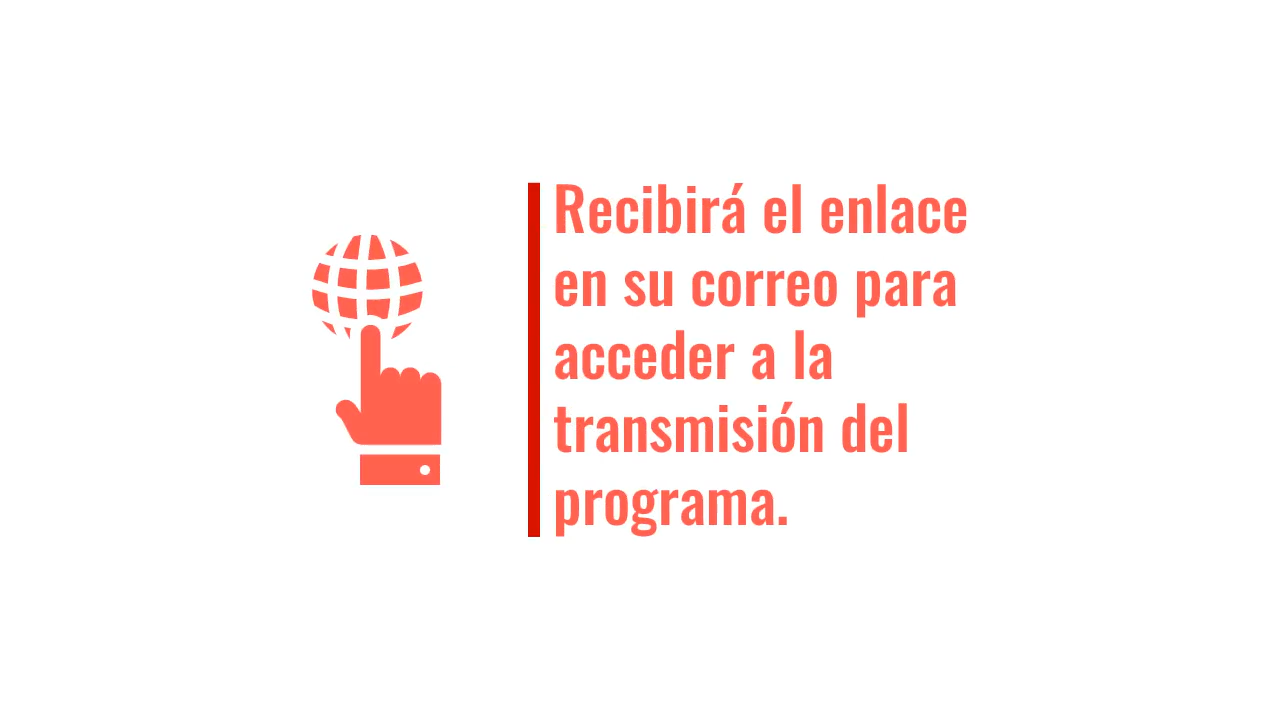 Recibirá el enlace
en su correo para
acceder a la
transmisión del
programa.